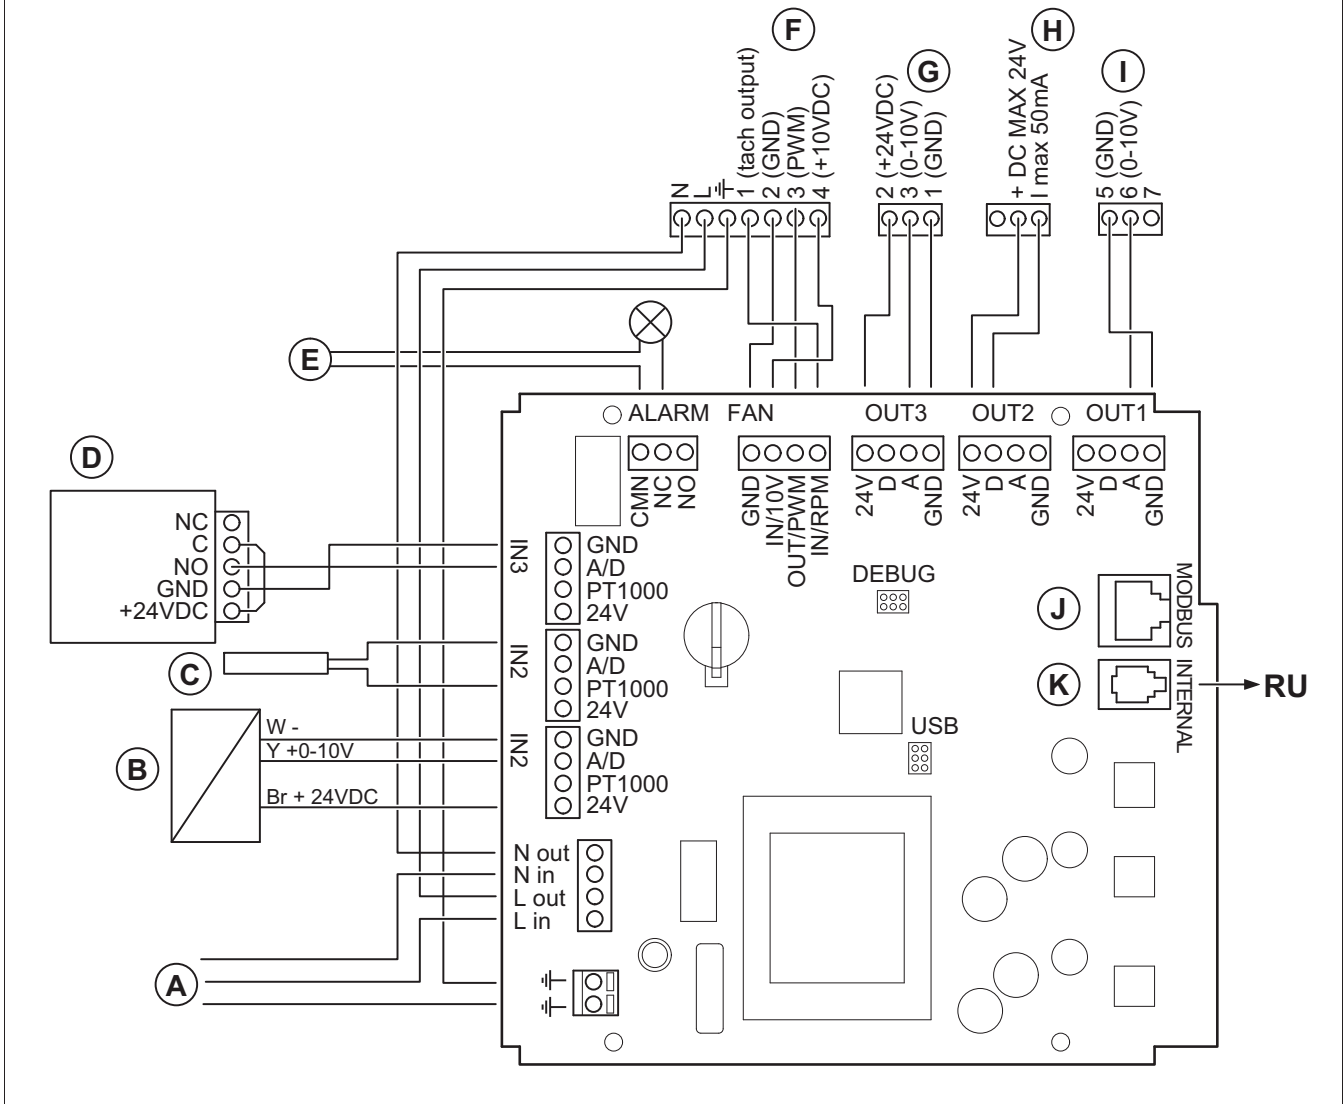 F
G
H
I
N
L
1 (tach output)
2 (GND)
3 (PWM)
4 (+10VDC)
2 (+24VDC)
3 (0-10V)
1 (GND)
+ DC MAX 24V
I max 50mA
5 (GND)
6 (0-10V)
7
E
ALARM
FAN
OUT3
OUT2
OUT1
CMN
NC
NO
GND
IN/10V
OUT/PWM
IN/RPM
24V
D
A
GND
24V
D
A
GND
24V
D
A
GND
D
NC
C
NO
GND
+24VDC
IN3
GND
A/D
PT1000
24V
DEBUG
J
MODBUS
C
IN2
GND
A/D
PT1000
24V
K
INTERNAL
RU
USB
B
W -
Y +0-10V
Br + 24VDC
IN2
GND
A/D
PT1000
24V
N out
N in
L out
L in
A